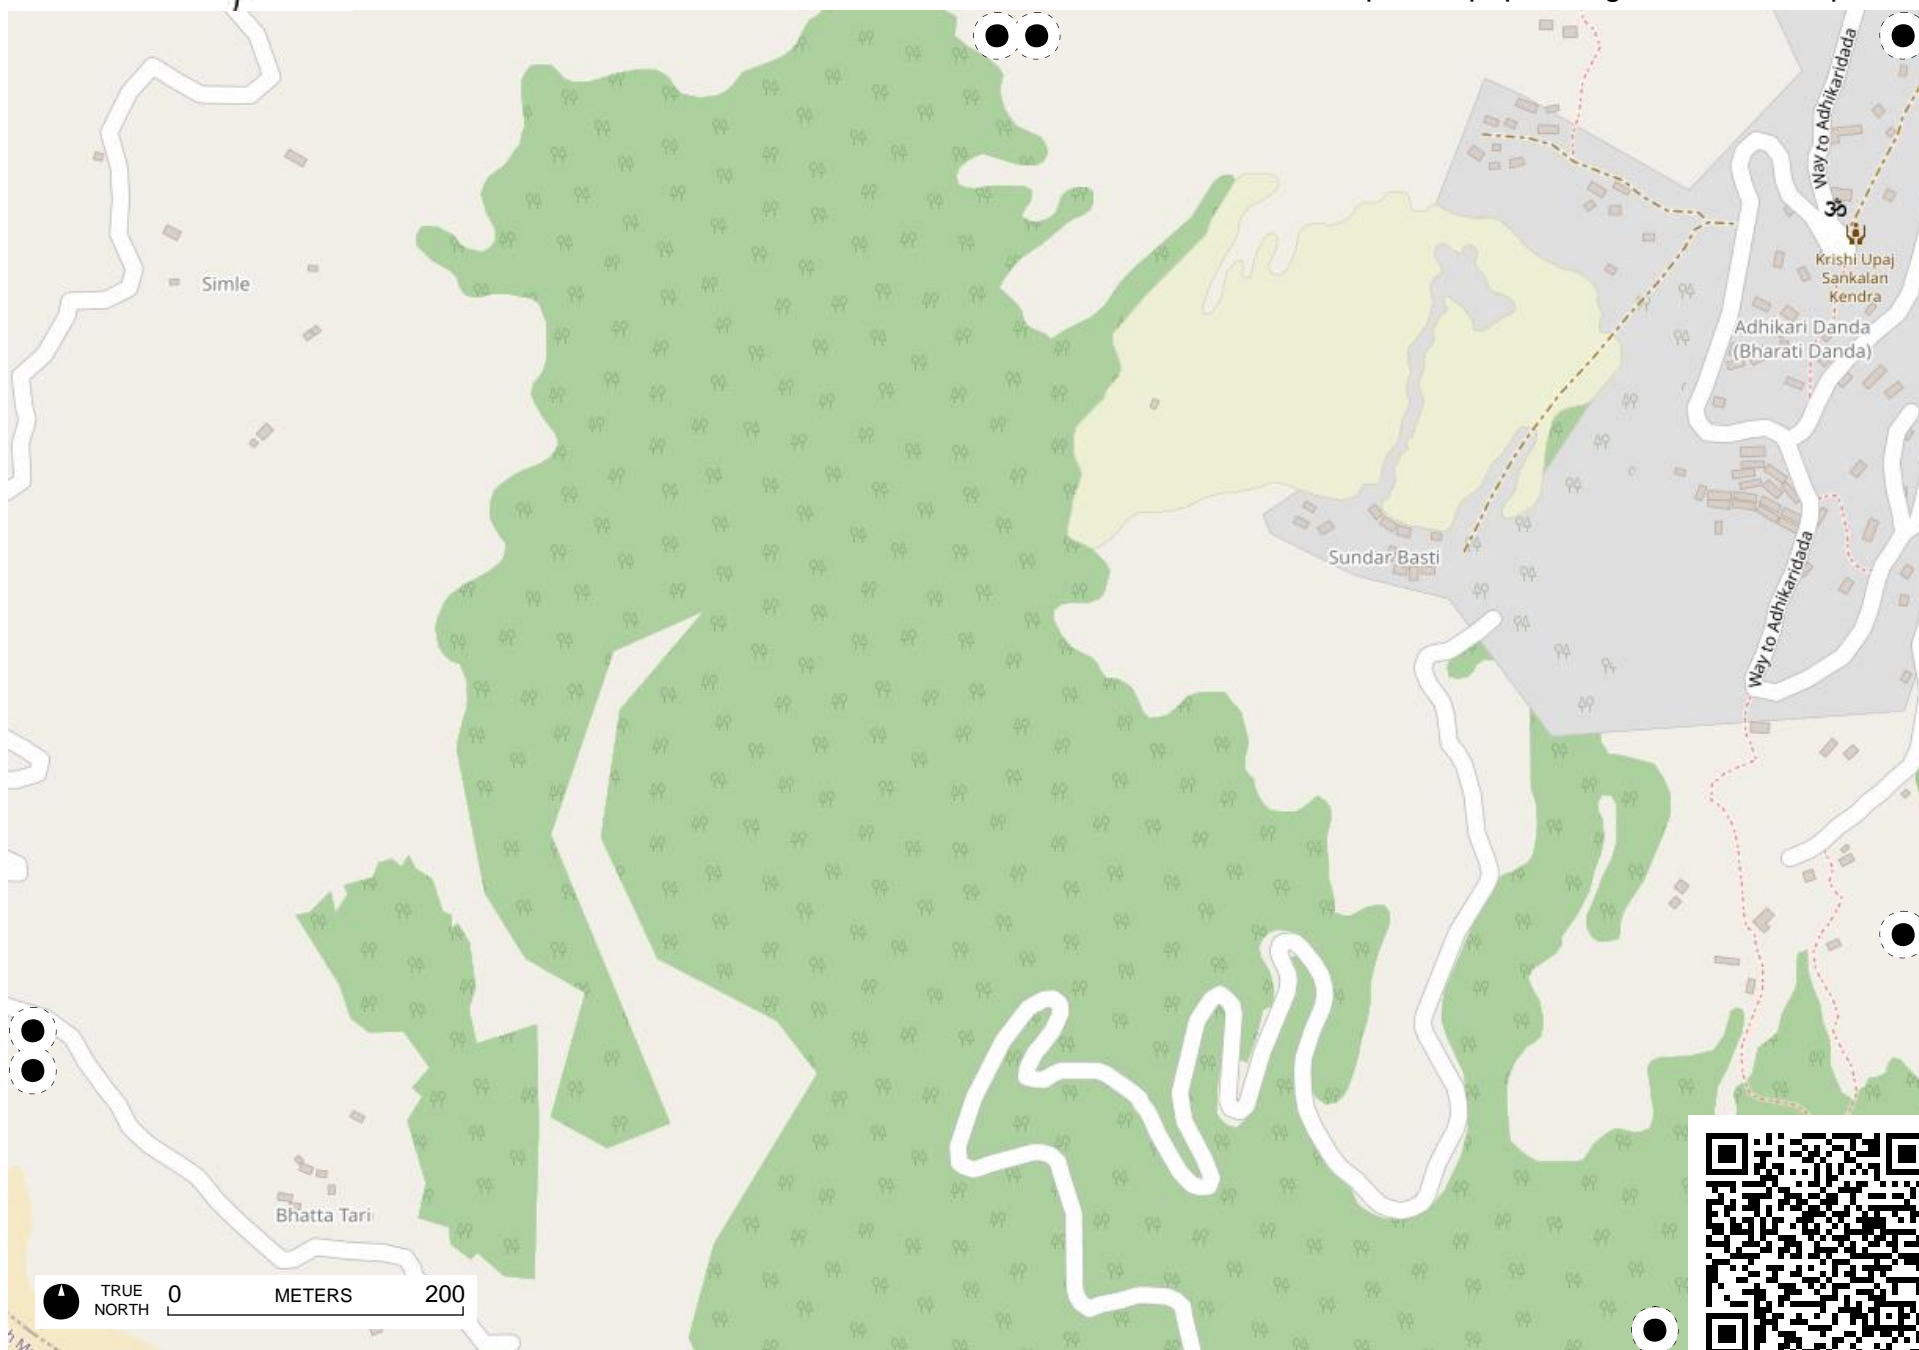 Way to Adhikaridada
ॐ
Krishi Upaj
Sankalan
Kendra
Simle
Adhikari Danda
(Bharati Danda)
Sundar Basti
Way to Adhikaridada
Bhatta Tari
TRUE
NORTH
0
METERS
200